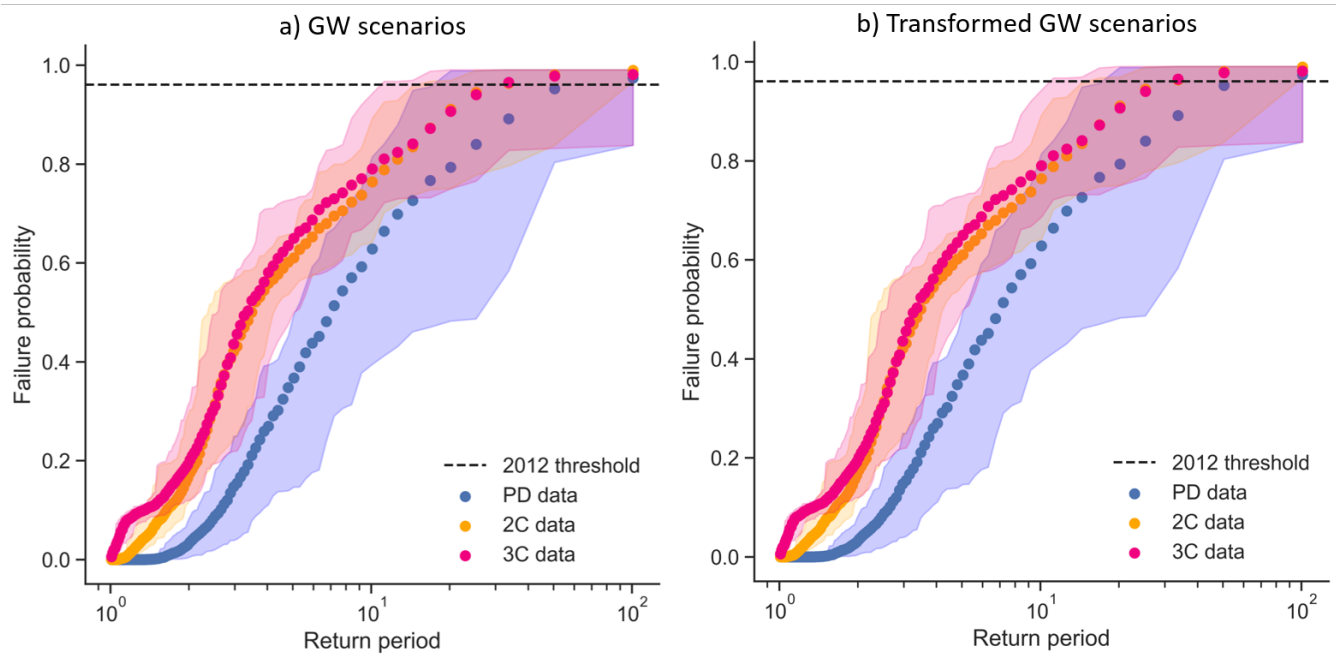 a) GW scenarios
1.0
0.8
0.6
0.4
0.2
0.0
Failure probability
2012 threshold
PD data
2C data
3C data
10⁰
10¹
10²
Return period
b) Transformed GW scenarios
1.0
0.8
0.6
0.4
0.2
0.0
Failure probability
2012 threshold
PD data
2C data
3C data
10⁰
10¹
10²
Return period